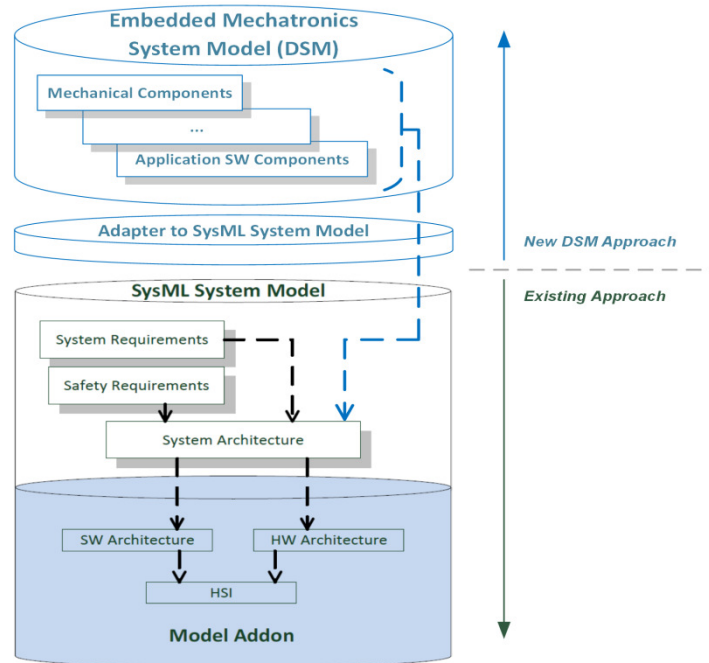 Embedded Mechatronics
System Model (DSM)
Mechanical Components
...
Application SW Components
Adapter to SysML System Model
New DSM Approach
Existing Approach
SysML System Model
System Requirements
Safety Requirements
System Architecture
SW Architecture
HW Architecture
HSI
Model Addon